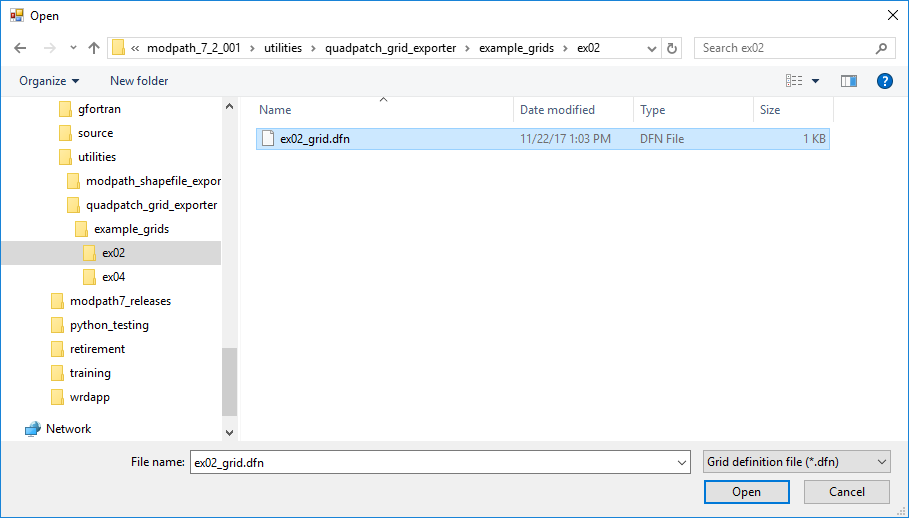 Open
« modpath_7_2_001 › utilities › quadpatch_grid_exporter › example_grids › ex02
Search ex02
Organize
New folder
?
gfortran
source
utilities
modpath_shapefile_expor
quadpatch_grid_exporter
example_grids
ex02
ex04
modpath7_releases
python_testing
retirement
training
wrdapp
Network
Name Date modified Type Size
ex02_grid.dfn 11/22/17 1:03 PM DFN File 1 KB
File name: ex02_grid.dfn Grid definition file (*.dfn)
Open Cancel